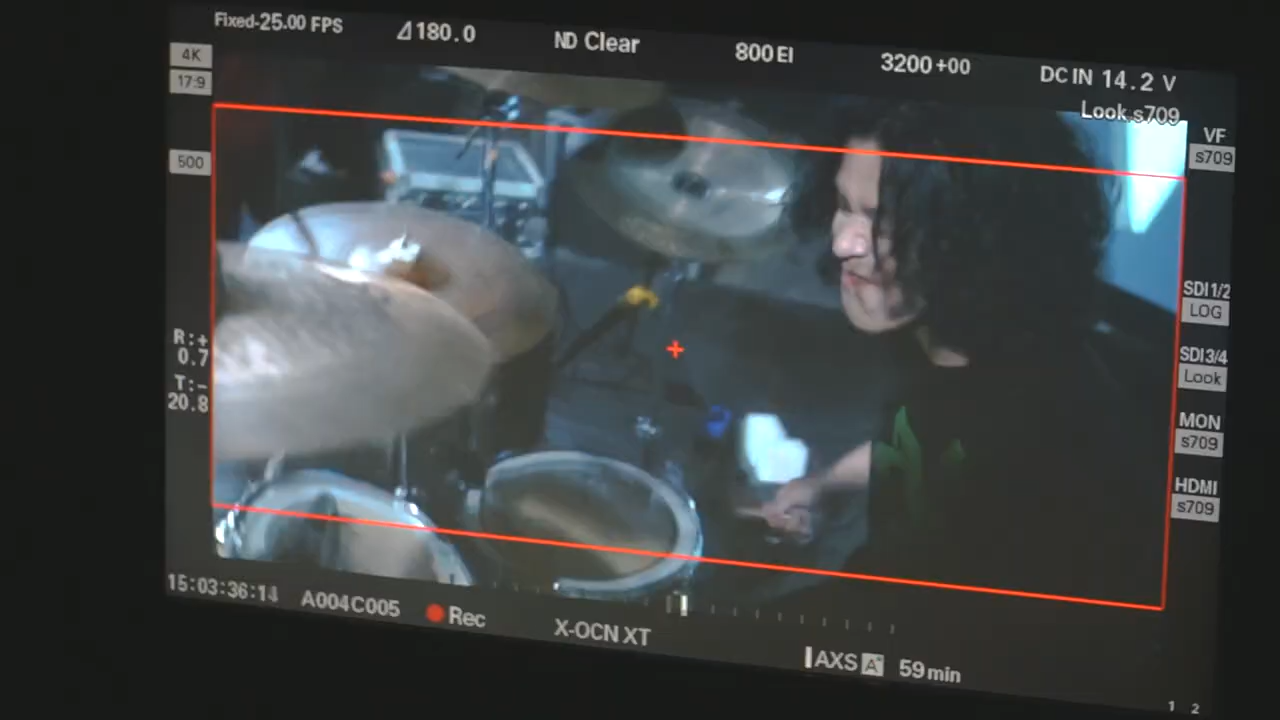 Fixed-25.00 FPS
⊿180.0
ND Clear
800 EI
3200+00
DC IN 14.2 V
4K
17:9
Look s709
VF
s709
500
SDI1/2
LOG
R:+
0.7
T:-
20.8
SDI3/4
Look
MON
s709
HDMI
s709
15:03:36:14
A004C005
Rec
X-OCN XT
AXS A
59min
1 2